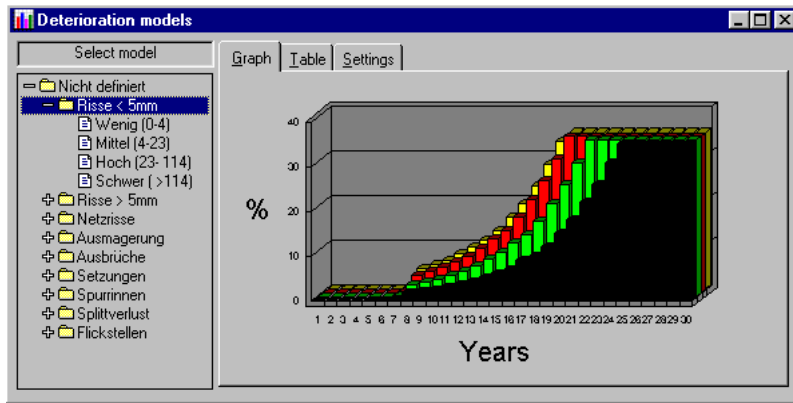 Deterioration models
Select model
Graph Table Settings
Nicht definiert
Risse < 5mm
Wenig (0-4)
Mittel (4-23)
Hoch (23- 114)
Schwer ( >114)
Risse > 5mm
Netzrisse
Ausmagerung
Ausbrüche
Setzungen
Spurrinnen
Splittverlust
Flickstellen
%
40
30
20
10
0
1 2 3 4 5 6 7 8 9 10 11 12 13 14 15 16 17 18 19 20 21 22 23 24 25 26 27 28 29 30
Years